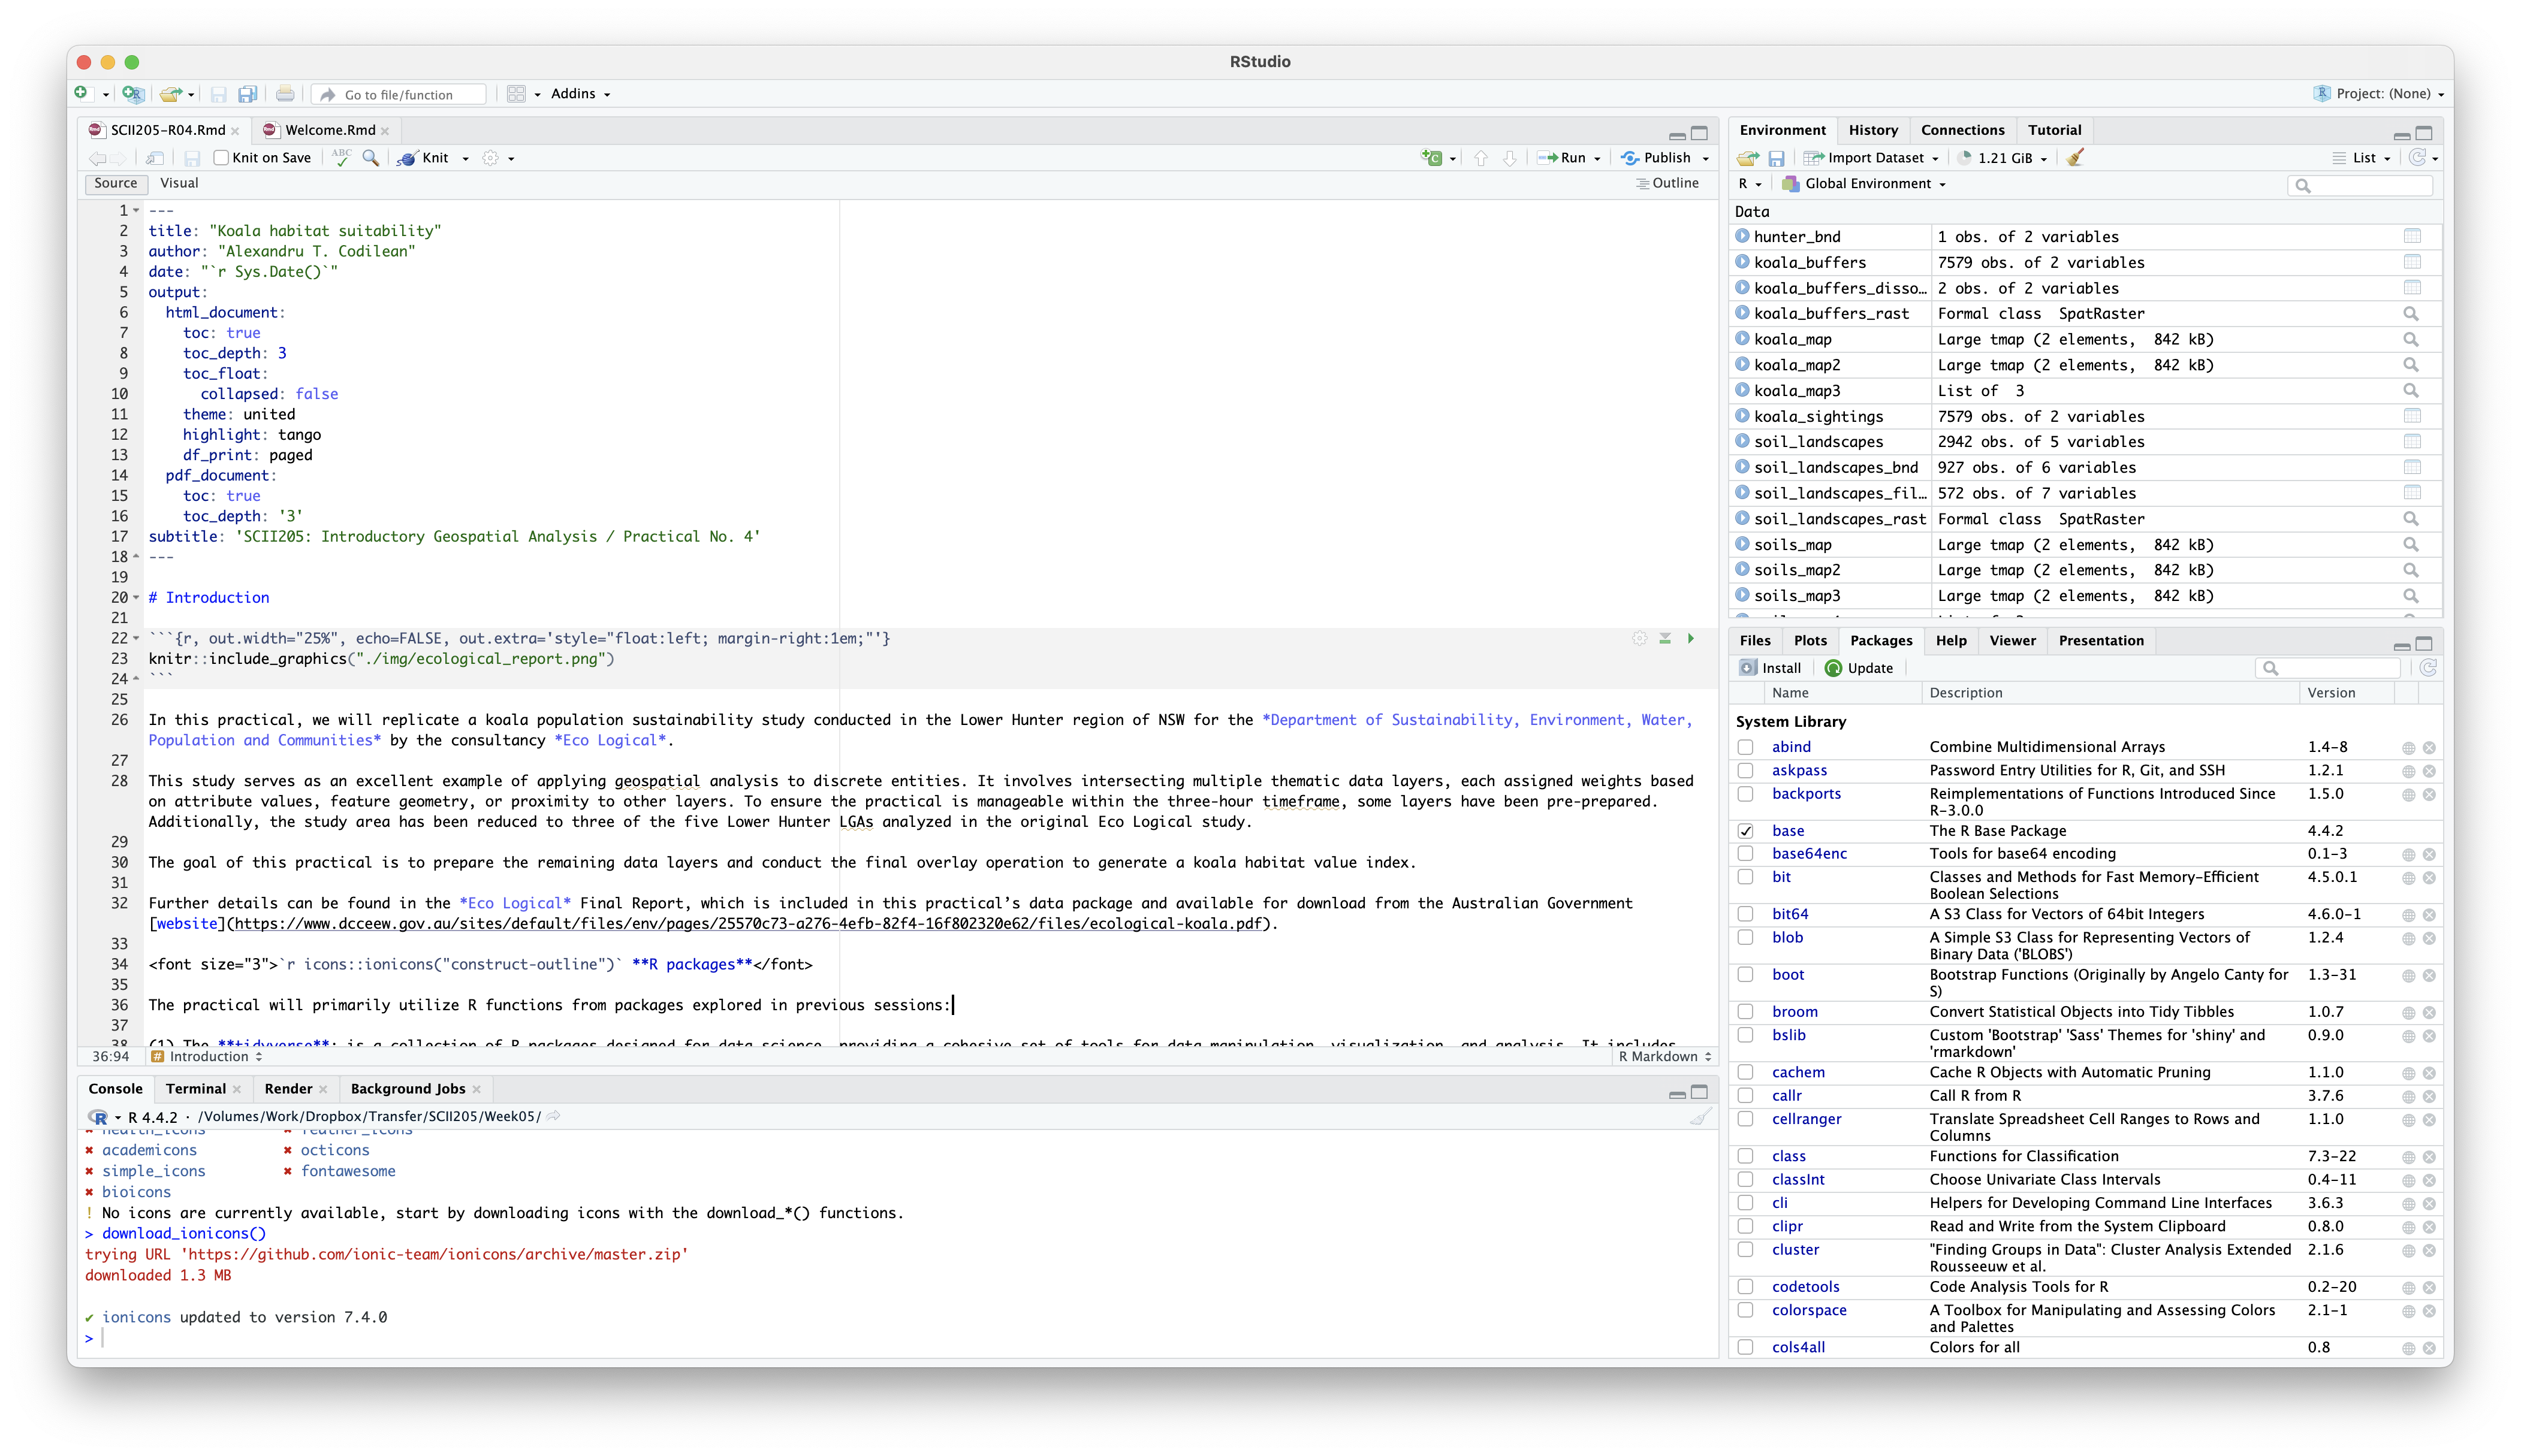 RStudio
Go to file/function
Addins
Project: (None)
SCII205-R04.Rmd
Welcome.Rmd
Knit on Save
ABC
Knit
Run
Publish
Source
Visual
Outline
1 ---
2 title: "Koala habitat suitability"
3 author: "Alexandru T. Codilean"
4 date: "`r Sys.Date()`"
5 output:
6 html_document:
7 toc: true
8 toc_depth: 3
9 toc_float:
10 collapsed: false
11 theme: united
12 highlight: tango
13 df_print: paged
14 pdf_document:
15 toc: true
16 toc_depth: '3'
17 subtitle: 'SCII205: Introductory Geospatial Analysis / Practical No. 4'
18 ---
19
20 # Introduction
21
22 ```{r, out.width="25%", echo=FALSE, out.extra='style="float:left; margin-right:1em;"'}
23 knitr::include_graphics("./img/ecological_report.png")
24 ```
25
26 In this practical, we will replicate a koala population sustainability study conducted in the Lower Hunter region of NSW for the *Department of Sustainability, Environment, Water,
Population and Communities* by the consultancy *Eco Logical*.
27
28 This study serves as an excellent example of applying geospatial analysis to discrete entities. It involves intersecting multiple thematic data layers, each assigned weights based
on attribute values, feature geometry, or proximity to other layers. To ensure the practical is manageable within the three-hour timeframe, some layers have been pre-prepared.
Additionally, the study area has been reduced to three of the five Lower Hunter LGAs analyzed in the original Eco Logical study.
29
30 The goal of this practical is to prepare the remaining data layers and conduct the final overlay operation to generate a koala habitat value index.
31
32 Further details can be found in the *Eco Logical* Final Report, which is included in this practical's data package and available for download from the Australian Government
[website](https://www.dcceew.gov.au/sites/default/files/env/pages/25570c73-a276-4efb-82f4-16f802320e62/files/ecological-koala.pdf).
33
34 <font size="3">`r icons::ionicons("construct-outline")` **R packages**</font>
35
36 The practical will primarily utilize R functions from packages explored in previous sessions:
37
38 (1) The **tidyverse**: is a collection of R packages designed for data science, providing a cohesive set of tools for data manipulation, visualization, and analysis. It includes
36:94
Introduction
R Markdown
Console
Terminal
Render
Background Jobs
R 4.4.2 · /Volumes/Work/Dropbox/Transfer/SCII205/Week05/
✖ health_icons ✖ feather_icons
✖ academicons ✖ octicons
✖ simple_icons ✖ fontawesome
✖ bioicons
! No icons are currently available, start by downloading icons with the download_*() functions.
> download_ionicons()
trying URL 'https://github.com/ionic-team/ionicons/archive/master.zip'
downloaded 1.3 MB
✔ ionicons updated to version 7.4.0
>
Environment
History
Connections
Tutorial
Import Dataset
1.21 GiB
List
R
Global Environment
Data
hunter_bnd 1 obs. of 2 variables
koala_buffers 7579 obs. of 2 variables
koala_buffers_disso… 2 obs. of 2 variables
koala_buffers_rast Formal class SpatRaster
koala_map Large tmap (2 elements, 842 kB)
koala_map2 Large tmap (2 elements, 842 kB)
koala_map3 List of 3
koala_sightings 7579 obs. of 2 variables
soil_landscapes 2942 obs. of 5 variables
soil_landscapes_bnd 927 obs. of 6 variables
soil_landscapes_fil… 572 obs. of 7 variables
soil_landscapes_rast Formal class SpatRaster
soils_map Large tmap (2 elements, 842 kB)
soils_map2 Large tmap (2 elements, 842 kB)
soils_map3 Large tmap (2 elements, 842 kB)
Files
Plots
Packages
Help
Viewer
Presentation
Install
Update
Name Description Version
System Library
abind Combine Multidimensional Arrays 1.4-8
askpass Password Entry Utilities for R, Git, and SSH 1.2.1
backports Reimplementations of Functions Introduced Since 1.5.0
R-3.0.0
base The R Base Package 4.4.2
base64enc Tools for base64 encoding 0.1-3
bit Classes and Methods for Fast Memory-Efficient 4.5.0.1
Boolean Selections
bit64 A S3 Class for Vectors of 64bit Integers 4.6.0-1
blob A Simple S3 Class for Representing Vectors of 1.2.4
Binary Data ('BLOBS')
boot Bootstrap Functions (Originally by Angelo Canty for 1.3-31
S)
broom Convert Statistical Objects into Tidy Tibbles 1.0.7
bslib Custom 'Bootstrap' 'Sass' Themes for 'shiny' and 0.9.0
'rmarkdown'
cachem Cache R Objects with Automatic Pruning 1.1.0
callr Call R from R 3.7.6
cellranger Translate Spreadsheet Cell Ranges to Rows and 1.1.0
Columns
class Functions for Classification 7.3-22
classInt Choose Univariate Class Intervals 0.4-11
cli Helpers for Developing Command Line Interfaces 3.6.3
clipr Read and Write from the System Clipboard 0.8.0
cluster "Finding Groups in Data": Cluster Analysis Extended 2.1.6
Rousseeuw et al.
codetools Code Analysis Tools for R 0.2-20
colorspace A Toolbox for Manipulating and Assessing Colors 2.1-1
and Palettes
cols4all Colors for all 0.8